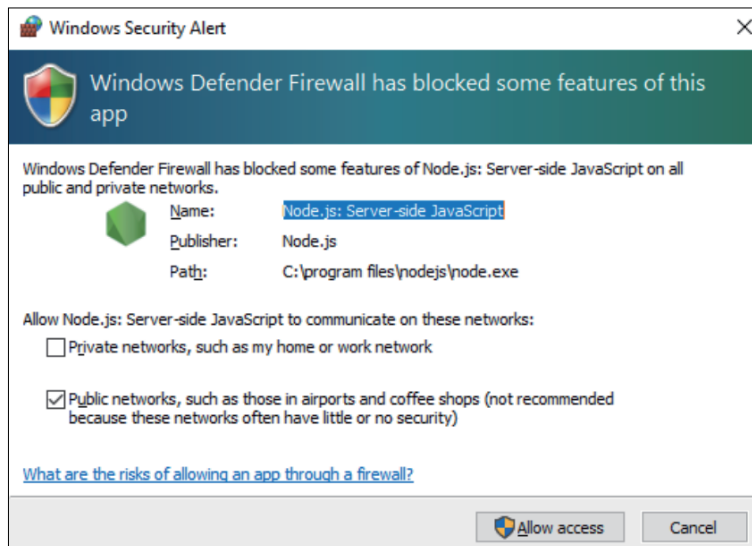 Windows Security Alert
Windows Defender Firewall has blocked some features of this
app
Windows Defender Firewall has blocked some features of Node.js: Server-side JavaScript on all
public and private networks.
Name: Node.js: Server-side JavaScript
Publisher: Node.js
Path: C:\program files\nodejs\node.exe
Allow Node.js: Server-side JavaScript to communicate on these networks:
Private networks, such as my home or work network
Public networks, such as those in airports and coffee shops (not recommended
because these networks often have little or no security)
What are the risks of allowing an app through a firewall?
Allow access Cancel